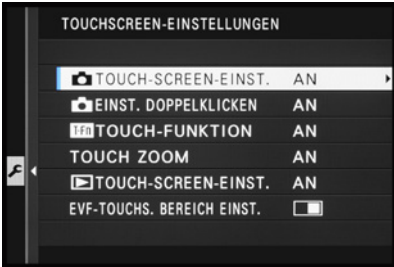 TOUCHSCREEN-EINSTELLUNGEN
TOUCH-SCREEN-EINST. AN
EINST. DOPPELKLICKEN AN
T-Fn TOUCH-FUNKTION AN
TOUCH ZOOM AN
TOUCH-SCREEN-EINST. AN
EVF-TOUCHS. BEREICH EINST.